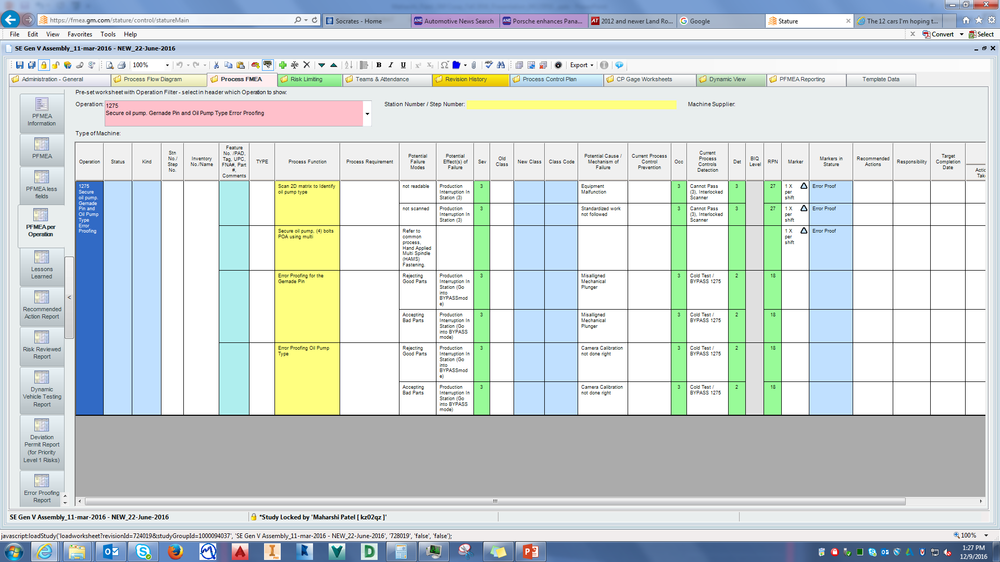 https://fmea.gm.com/stature/control/statureMain
Socrates - Home
Automotive News Search
Porsche enhances Pana...
2012 and newer Land Ro...
Google
Stature
The 12 cars I'm hoping t...
File Edit View Favorites Tools Help
Convert Select
SE Gen V Assembly_11-mar-2016 - NEW_22-June-2016
100%
Export
Administration - General
Process Flow Diagram
Process FMEA
Risk Limiting
Teams & Attendance
Revision History
Process Control Plan
CP Gage Worksheets
Dynamic View
PFMEA Reporting
Template Data
Pre-set worksheet with Operation Filter - select in header which Operation to show:
Operation:
1275
Secure oil pump. Gernade Pin and Oil Pump Type Error Proofing
Station Number / Step Number:
Machine Supplier:
Type of Machine:
PFMEA
Information
PFMEA
PFMEA less
fields
PFMEA per
Operation
Lessons
Learned
Recommended
Action Report
Risk Reviewed
Report
Dynamic
Vehicle Testing
Report
Deviation
Permit Report
(for Priority
Level 1 Risks)
Error Proofing
Report
Operation
Status
Kind
Stn
No./
Step
No.
Inventory
No./Name
Feature
No. /PAD,
Tag, UPC,
FNA#, Part
#,
Comments
TYPE
Process Function
Process Requirement
Potential
Failure
Modes
Potential
Effect(s) of
Failure
Sev
Old
Class
New Class
Class Code
Potential Cause /
Mechanism of
Failure
Current Process
Control
Prevention
Occ
Current
Process
Controls
Detection
Det
BIQ
Level
RPN
Marker
Markers in
Stature
Recommended
Actions
Responsibility
Target
Completion
Date
Actic
Tak
1275
Secure
oil pump.
Gernade
Pin and
Oil Pump
Type
Error
Proofing
Scan 2D matrix to Identify
oil pump type
not readable
Production
Interruption In
Station (3)
3
Equipment
Malfunction
3
Cannot Pass
(3), Interlocked
Scanner
3
27
1 X
per
shift
Error Proof
not scanned
Production
Interruption In
Station (3)
3
Standardized work
not followed
3
Cannot Pass
(3), Interlocked
Scanner
3
27
1 X
per
shift
Error Proof
Secure oil pump, (4) bolts
POA using multi
Refer to
common
process,
Hand Applied
Multi Spindle
(HAMS)
Fastening.
1 X
per
shift
Error Proof
Error Proofing for the
Gernade Pin
Rejecting
Good Parts
Production
Interruption In
Station (Go
into
BYPASSmod
e)
3
Misalligned
Mechanical
Plunger
3
Cold Test /
BYPASS 1275
2
18
Accepting
Bad Parts
Production
Interruption In
Station (Go
into BYPASS
mode)
3
Misalligned
Mechanical
Plunger
3
Cold Test /
BYPASS 1275
2
18
Error Proofing Oil Pump
Type
Rejecting
Good Parts
Production
Interruption In
Station (Go
into
BYPASSmod
e)
3
Camera Calibration
not done right
3
Cold Test /
BYPASS 1275
2
18
Accepting
Bad Parts
Production
Interruption In
Station (Go
into BYPASS
mode)
3
Camera Calibration
not done right
3
Cold Test /
BYPASS 1275
2
18
SE Gen V Assembly_11-mar-2016 - NEW_22-June-2016
*Study Locked by 'Maharshi Patel [ kz02qz ]'
javascript:loadStudy('loadworksheet?revisionId=724019&studyGroupId=1000094037', 'SE Gen V Assembly_11-mar-2016 - NEW_22-June-2016', '728019', 'false', 'false');
100%
1:27 PM
12/9/2016